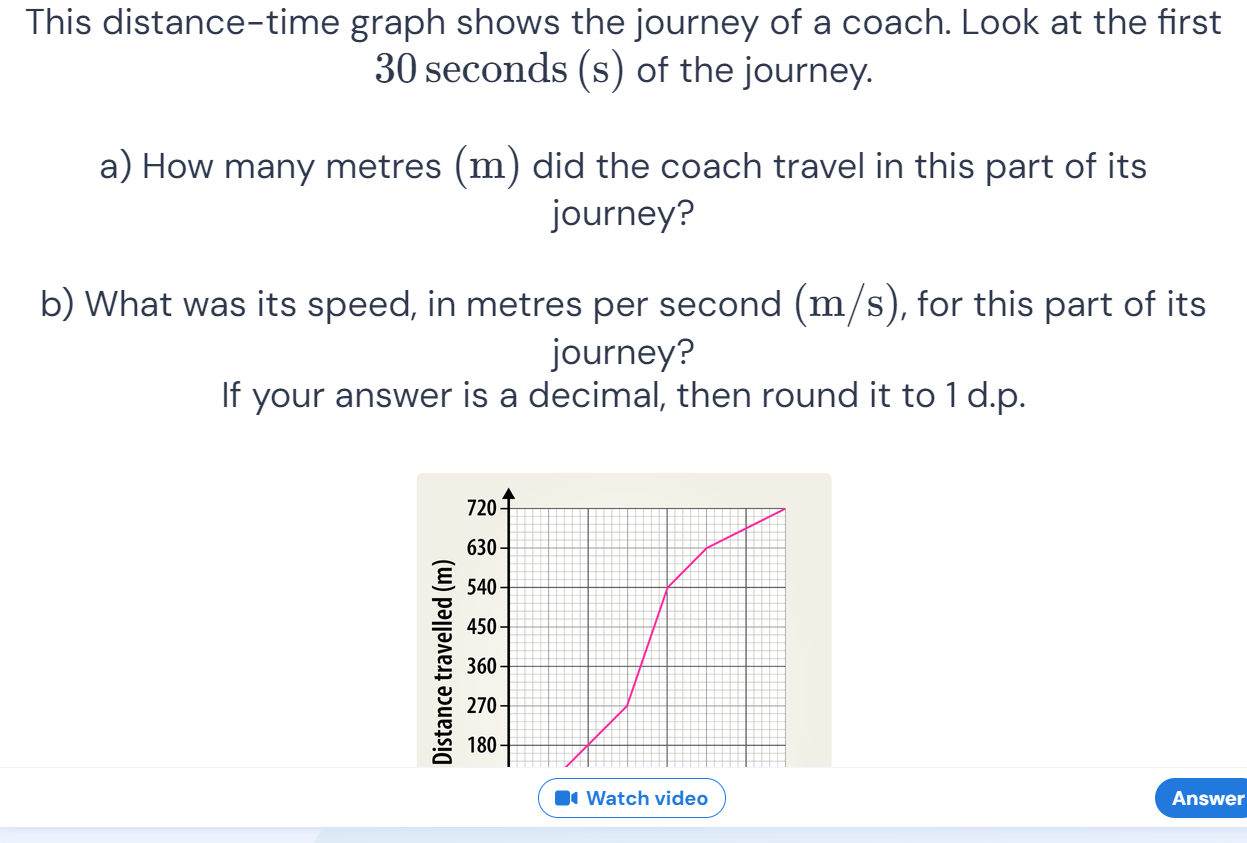 This distance-time graph shows the journey of a coach. Look at the first
30 seconds (s) of the journey.
a) How many metres (m) did the coach travel in this part of its
journey?
b) What was its speed, in metres per second (m/s), for this part of its
journey?
If your answer is a decimal, then round it to 1 d.p.
Distance travelled (m)
720
630
540
450
360
270
180
Watch video
Answer